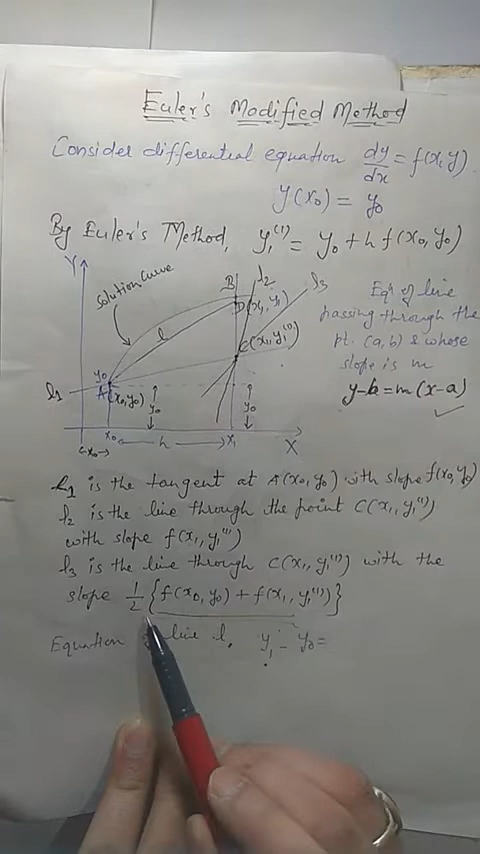 Euler's Modified Method
Consider differential equation dy/dx = f(x,y)
y(x₀) = y₀
By Euler's Method, y₁⁽¹⁾ = y₀ + h f(x₀, y₀)
Y
Solution curve
l
B
l₂
D(x₁, y₁)
l₃
C(x₁, y₁⁽¹⁾)
l₁
y₀
A(x₀, y₀)
y₀
y₀
x₀
x₀
h
x₁
X
Eqⁿ of line
passing through the
pt. (a,b) & whose
slope is m
y-b = m(x-a)
l₁ is the tangent at A(x₀, y₀) with slope f(x₀, y₀)
l₂ is the line through the point C(x₁, y₁⁽¹⁾)
with slope f(x₁, y₁⁽¹⁾)
l₃ is the line through C(x₁, y₁⁽¹⁾) with the
slope 1/2 {f(x₀, y₀) + f(x₁, y₁⁽¹⁾)}
Equation line l, y₁ - y₀ =